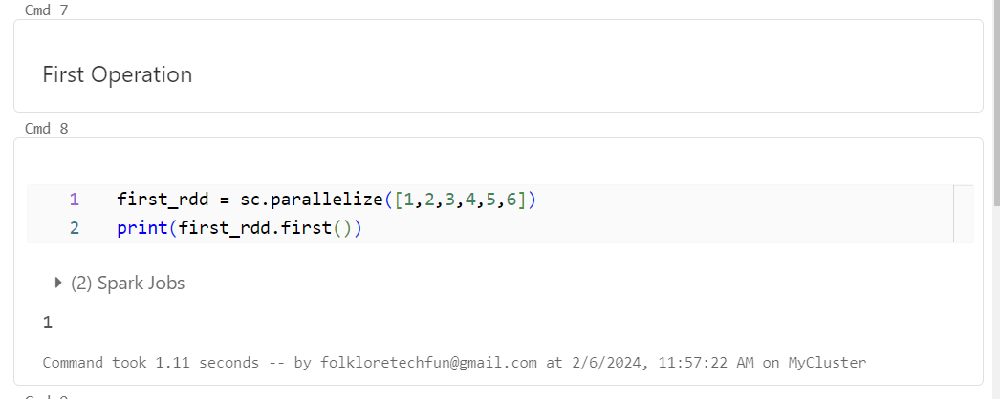 Cmd 7
First Operation
Cmd 8
1 first_rdd = sc.parallelize([1,2,3,4,5,6])
2 print(first_rdd.first())
(2) Spark Jobs
1
Command took 1.11 seconds -- by folkloretechfun@gmail.com at 2/6/2024, 11:57:22 AM on MyCluster